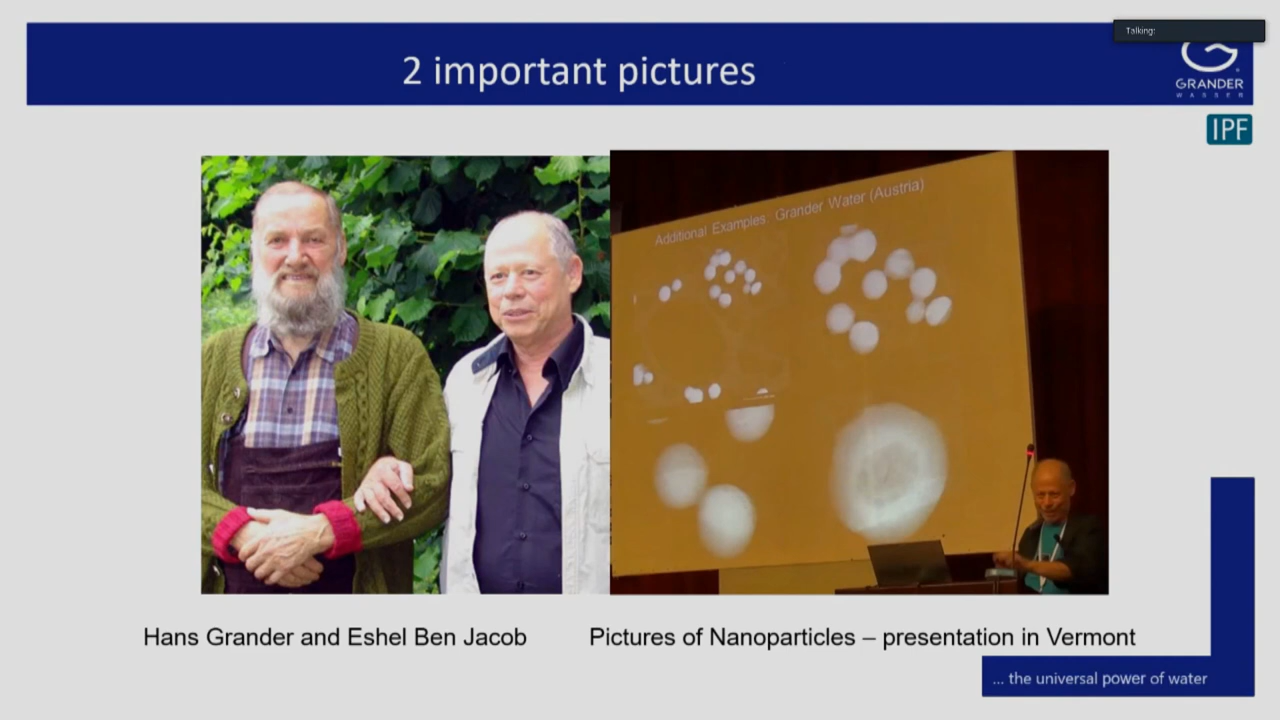 Talking:
2 important pictures
GRANDER
WASSER
IPF
Additional Examples: Grander Water (Austria)
Hans Grander and Eshel Ben Jacob
Pictures of Nanoparticles – presentation in Vermont
... the universal power of water